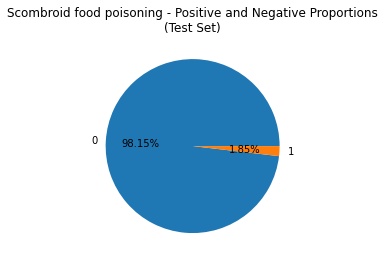 Scombroid food poisoning - Positive and Negative Proportions
(Test Set)
0
98.15%
1.85%
1